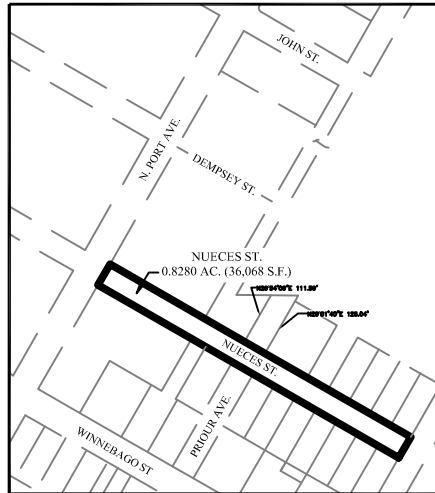 JOHN ST.
N. PORT AVE.
DEMPSEY ST.
NUECES ST.
0.8280 AC. (36,068 S.F.)
NUECES ST.
PRIOUR AVE.
WINNEBAGO ST